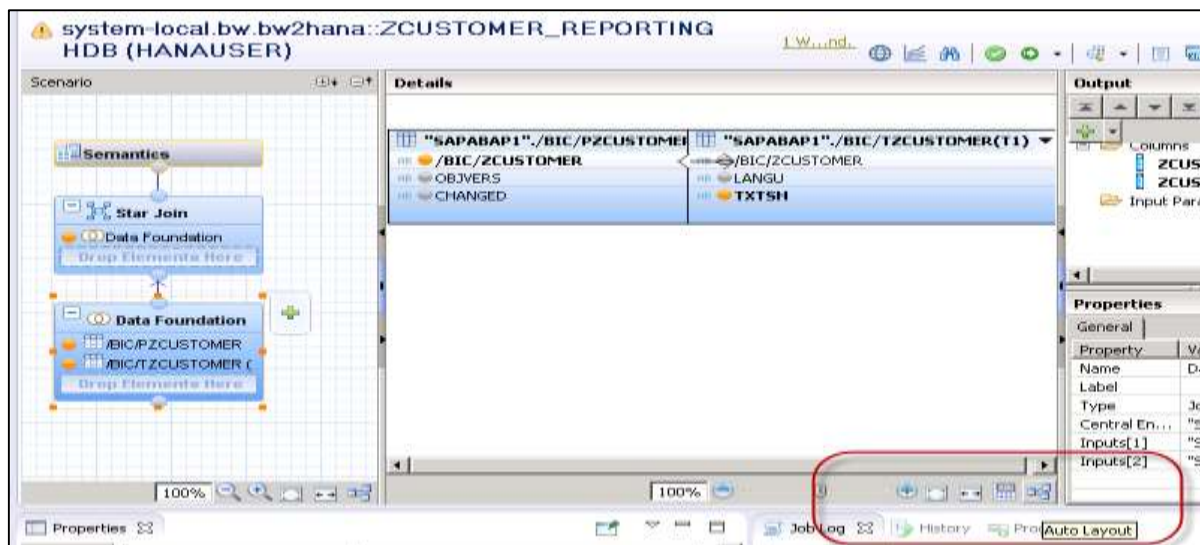 system-local.bw.bw2hana::ZCUSTOMER_REPORTING
HDB (HANAUSER)
1 W...nd.
Scenario
Details
Output
Semantics
Star Join
Data Foundation
Drop Elements Here
Data Foundation
/BIC/PZCUSTOMER
/BIC/TZCUSTOMER (
Drop Elements Here
"SAPABAP1"./BIC/PZCUSTOMER
/BIC/ZCUSTOMER
OBJVERS
CHANGED
"SAPABAP1"./BIC/TZCUSTOMER(T1)
/BIC/ZCUSTOMER
LANGU
TXTSH
Columns
ZCUS
ZCUS
Input Para
Properties
General
Property
Name
Label
Type
Central En...
Inputs[1]
Inputs[2]
100%
100%
Properties
Job Log
History
Auto Layout